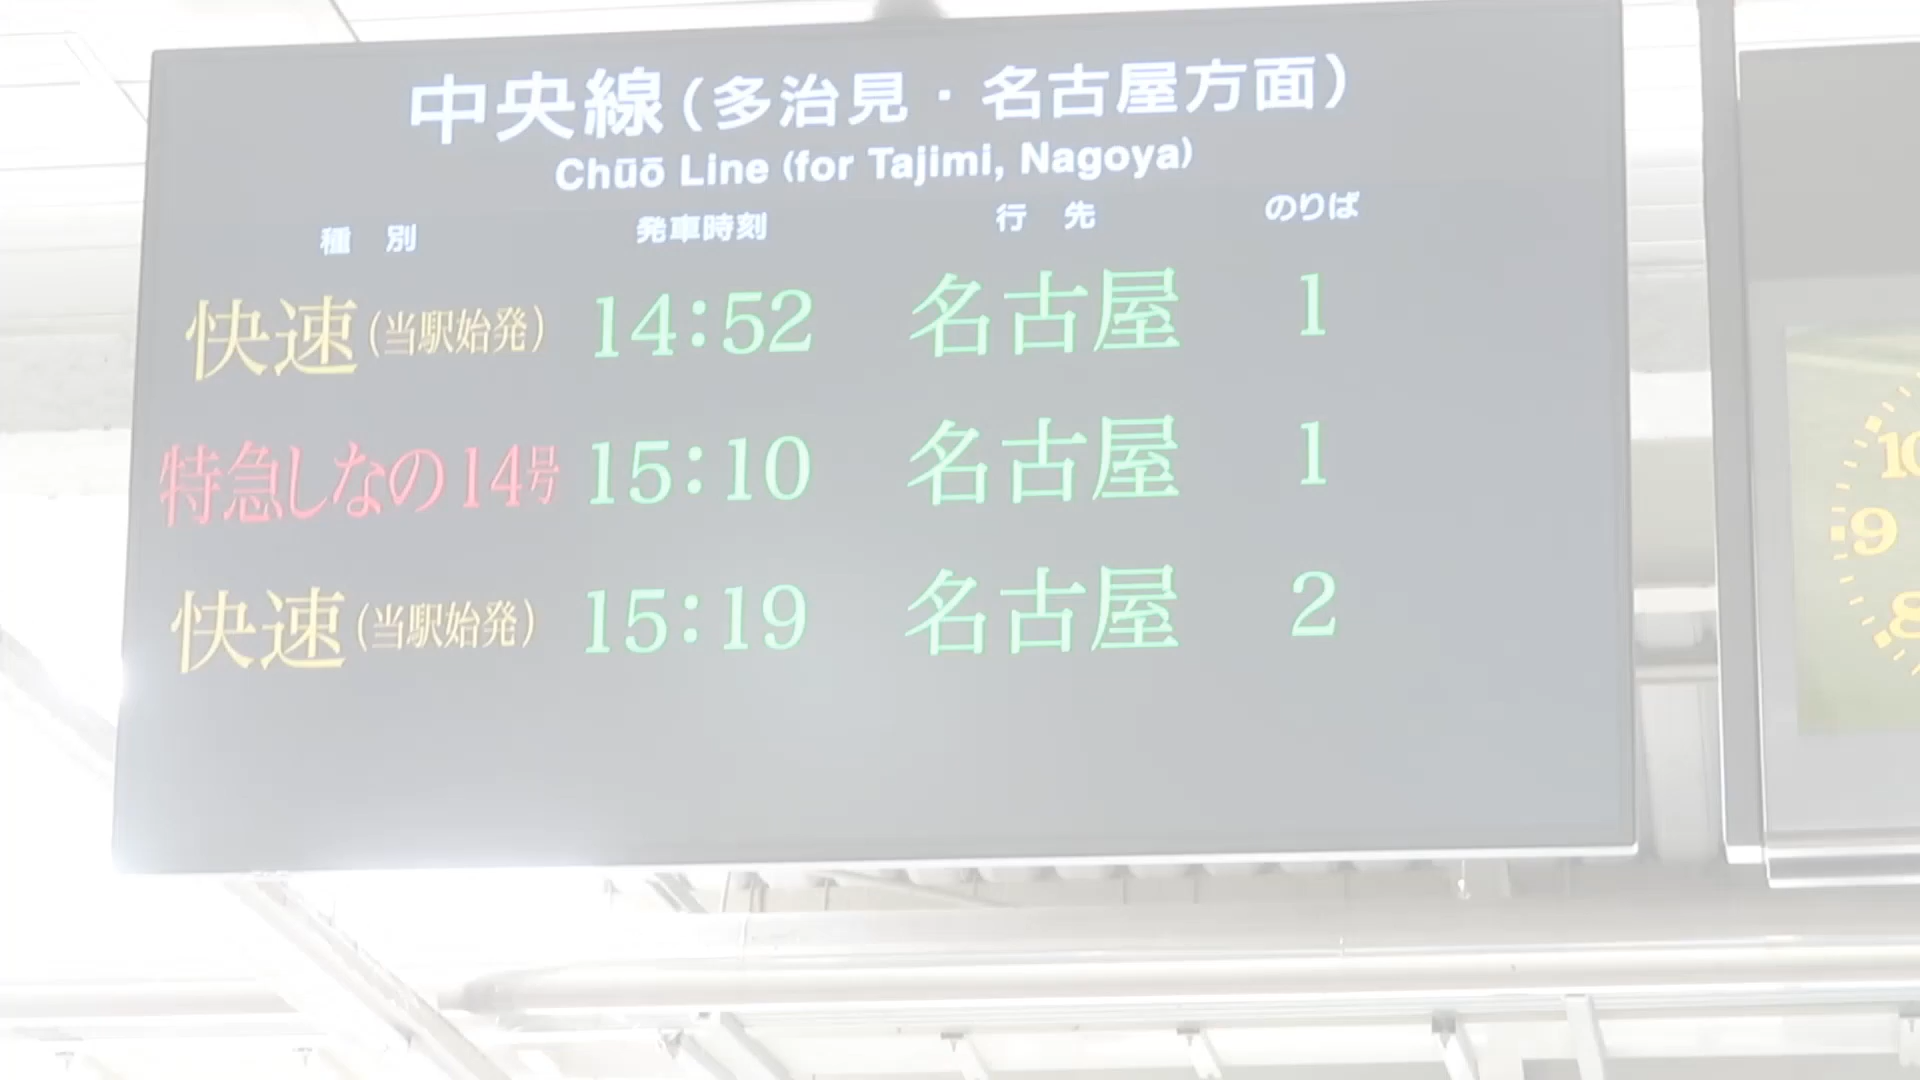 中央線(多治見・名古屋方面)
Chūō Line (for Tajimi, Nagoya)
種 別 発車時刻 行 先 のりば
快速(当駅始発) 14:52 名古屋 1
特急しなの14号 15:10 名古屋 1
快速(当駅始発) 15:19 名古屋 2
10
9
8